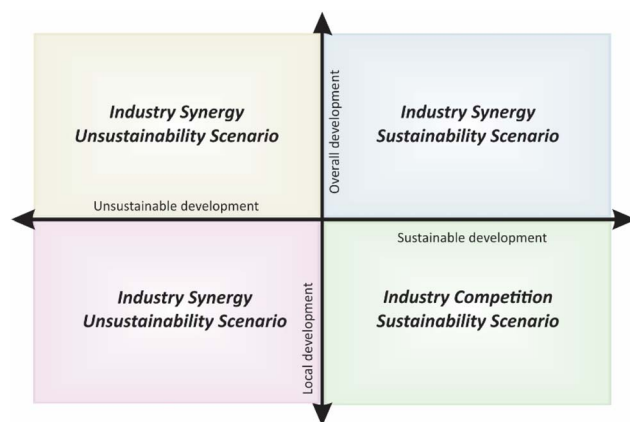 Industry Synergy
Unsustainability Scenario
Overall development
Industry Synergy
Sustainability Scenario
Unsustainable development
Sustainable development
Industry Synergy
Unsustainability Scenario
Local development
Industry Competition
Sustainability Scenario